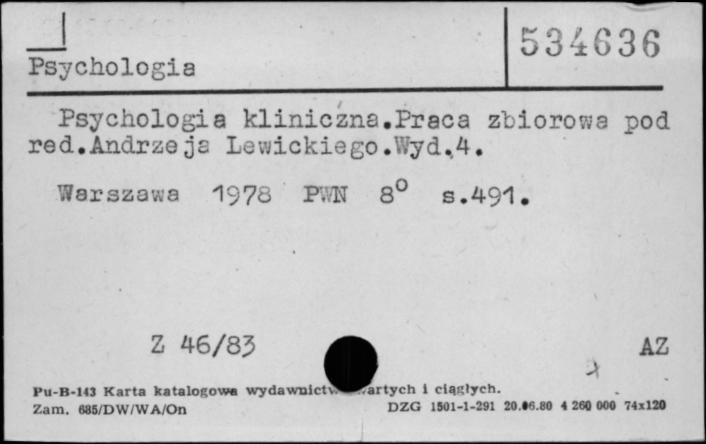 534636
Psychologia
Psychologia kliniczna.Praca zbiorowa pod
red.Andrzeja Lewickiego.Wyd.4.
Warszawa 1978 PWN 8° s.491.
Z 46/83 AZ
Pu-B-143 Karta katalogowa wydawnictw artych i ciągłych.
Zam. 685/DW/WA/On DZG 1501-1-291 20.06.80 4 260 000 74x120